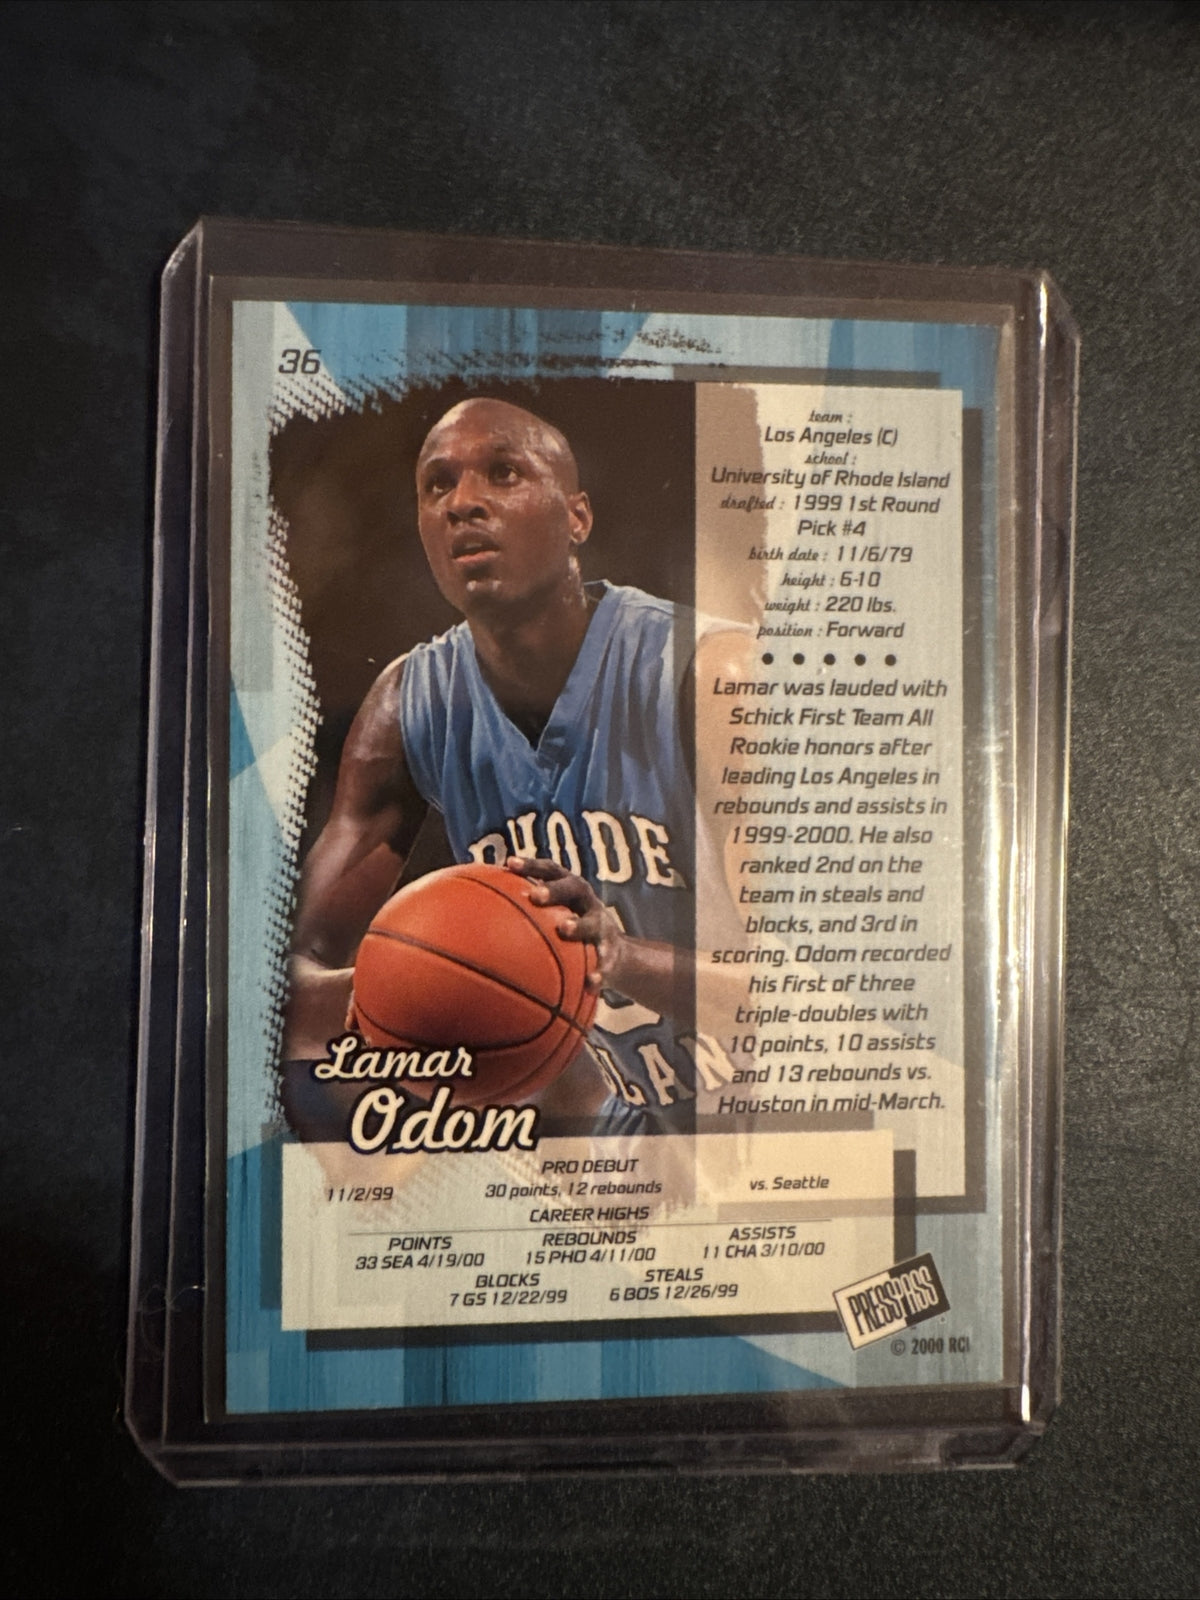 36
team :
Los Angeles (C)
school :
University of Rhode Island
drafted : 1999 1st Round
Pick #4
birth date : 11/6/79
height : 6-10
weight : 220 lbs.
position : Forward
Lamar was lauded with
Schick First Team All
Rookie honors after
leading Los Angeles in
rebounds and assists in
1999-2000. He also
ranked 2nd on the
team in steals and
blocks, and 3rd in
scoring. Odom recorded
his first of three
triple-doubles with
10 points, 10 assists
and 13 rebounds vs.
Houston in mid-March.
RHODE
LAN
Lamar
Odom
PRO DEBUT
11/2/99 30 points, 12 rebounds vs. Seattle
CAREER HIGHS
POINTS REBOUNDS ASSISTS
33 SEA 4/19/00 15 PHO 4/11/00 11 CHA 3/10/00
BLOCKS STEALS
7 GS 12/22/99 6 BOS 12/26/99
PRESS PASS
© 2000 RCI